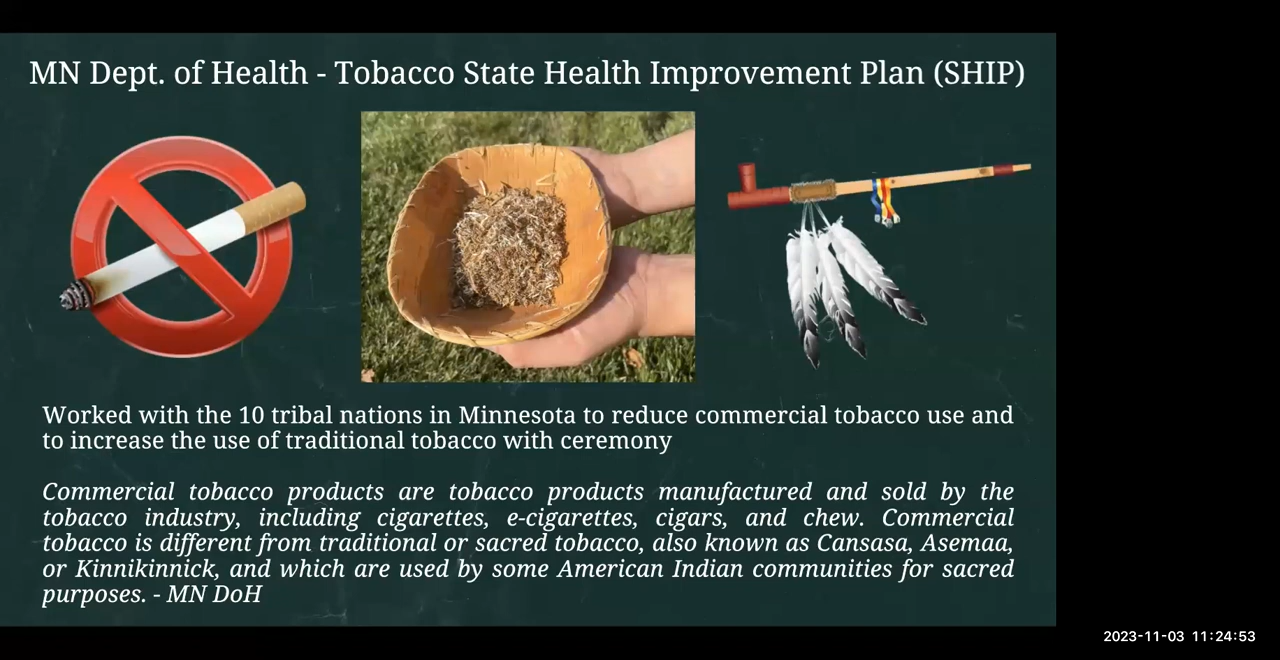 MN Dept. of Health - Tobacco State Health Improvement Plan (SHIP)
Worked with the 10 tribal nations in Minnesota to reduce commercial tobacco use and
to increase the use of traditional tobacco with ceremony
Commercial tobacco products are tobacco products manufactured and sold by the
tobacco industry, including cigarettes, e-cigarettes, cigars, and chew. Commercial
tobacco is different from traditional or sacred tobacco, also known as Cansasa, Asemaa,
or Kinnikinnick, and which are used by some American Indian communities for sacred
purposes. - MN DoH
2023-11-03 11:24:53